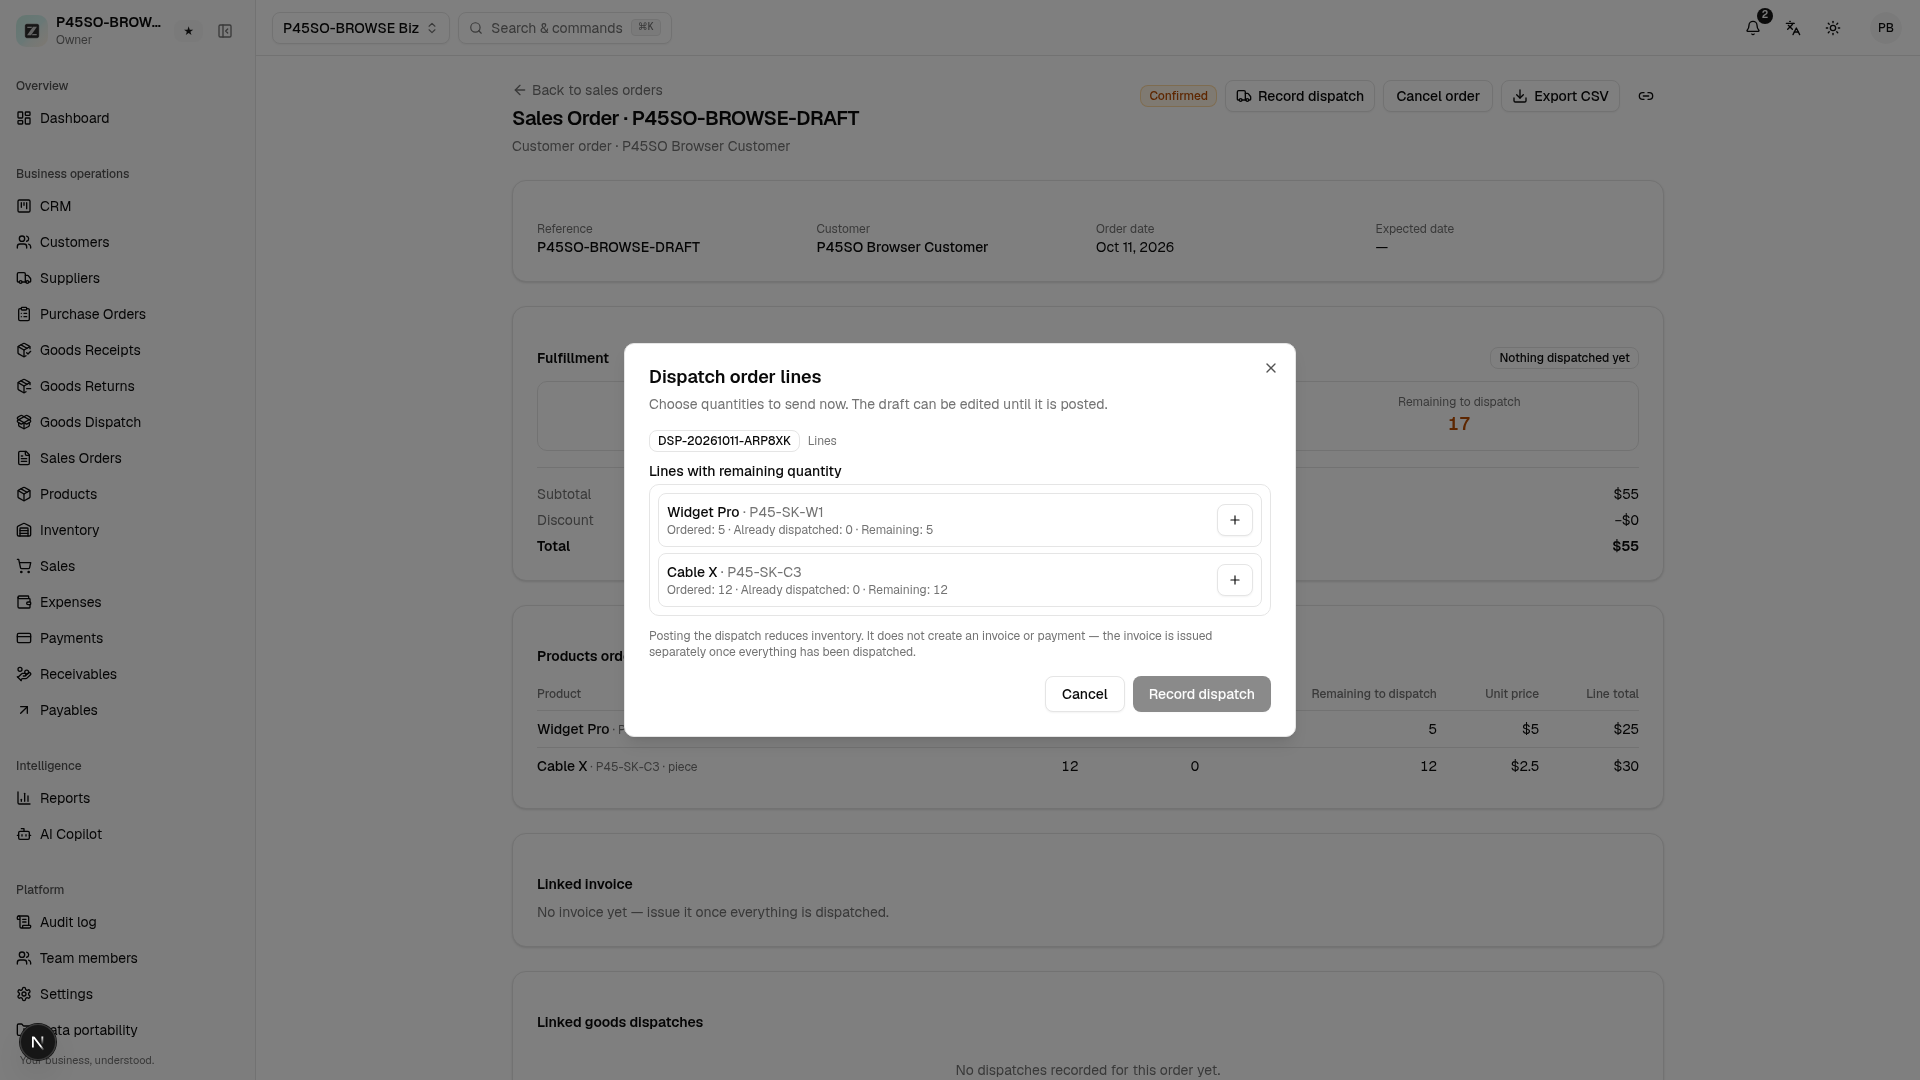 P45SO-BROW...
Owner
P45SO-BROWSE Biz
Search & commands
⌘K
2
PB
Overview
Dashboard
Business operations
CRM
Customers
Suppliers
Purchase Orders
Goods Receipts
Goods Returns
Goods Dispatch
Sales Orders
Products
Inventory
Sales
Expenses
Payments
Receivables
Payables
Intelligence
Reports
AI Copilot
Platform
Audit log
Team members
Settings
ata portability
N
business, understood.
Back to sales orders
Sales Order · P45SO-BROWSE-DRAFT
Customer order · P45SO Browser Customer
Confirmed
Record dispatch
Cancel order
Export CSV
Reference
P45SO-BROWSE-DRAFT
Customer
P45SO Browser Customer
Order date
Oct 11, 2026
Expected date
—
Fulfillment
Nothing dispatched yet
Remaining to dispatch
17
Subtotal
$55
Discount
−$0
Total
$55
Dispatch order lines
Choose quantities to send now. The draft can be edited until it is posted.
DSP-20261011-ARP8XK
Lines
Lines with remaining quantity
Widget Pro · P45-SK-W1
Ordered: 5 · Already dispatched: 0 · Remaining: 5
Cable X · P45-SK-C3
Ordered: 12 · Already dispatched: 0 · Remaining: 12
Posting the dispatch reduces inventory. It does not create an invoice or payment — the invoice is issued
separately once everything has been dispatched.
Cancel
Record dispatch
Products ord
Product
Remaining to dispatch
Unit price
Line total
Widget Pro · P
5
$5
$25
Cable X · P45-SK-C3 · piece
12
0
12
$2.5
$30
Linked invoice
No invoice yet — issue it once everything is dispatched.
Linked goods dispatches
No dispatches recorded for this order yet.